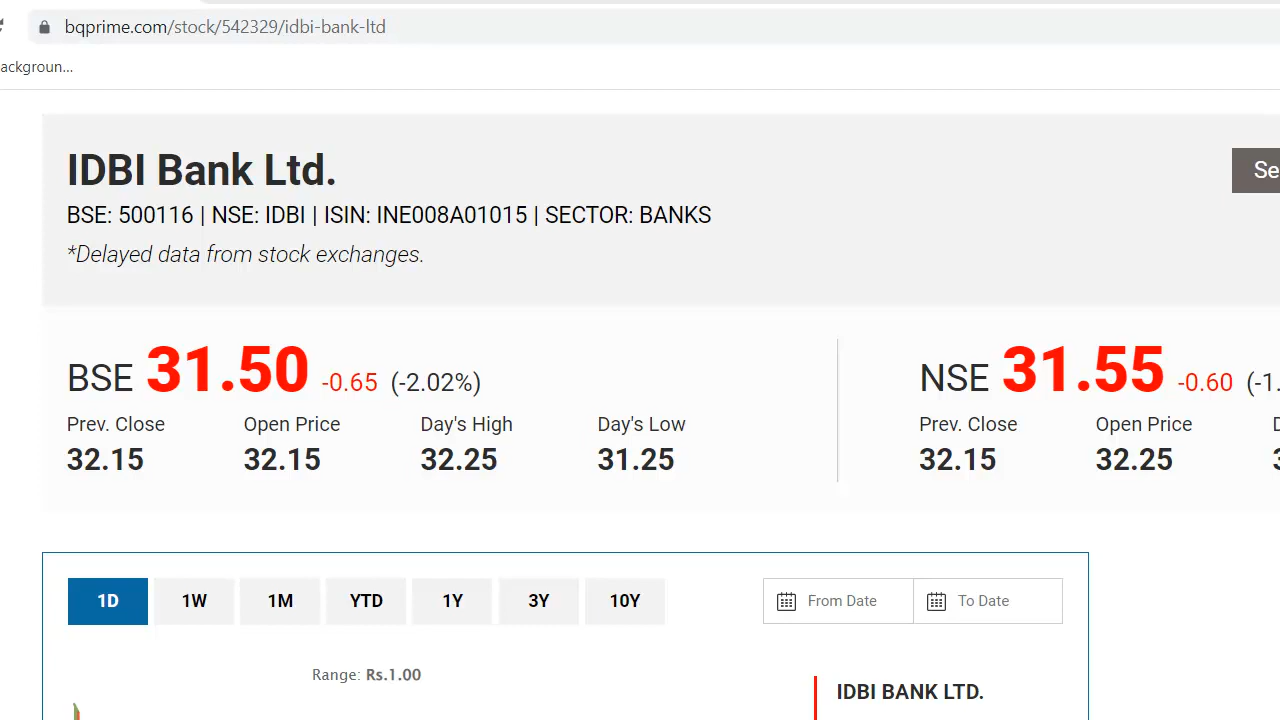 bqprime.com/stock/542329/idbi-bank-ltd
ackgroun...
IDBI Bank Ltd.
Se
BSE: 500116 | NSE: IDBI | ISIN: INE008A01015 | SECTOR: BANKS
*Delayed data from stock exchanges.
BSE 31.50 -0.65 (-2.02%)
Prev. Close Open Price Day's High Day's Low
32.15 32.15 32.25 31.25
NSE 31.55 -0.60 (-1.
Prev. Close Open Price
32.15 32.25
1D 1W 1M YTD 1Y 3Y 10Y
From Date To Date
Range: Rs.1.00
IDBI BANK LTD.